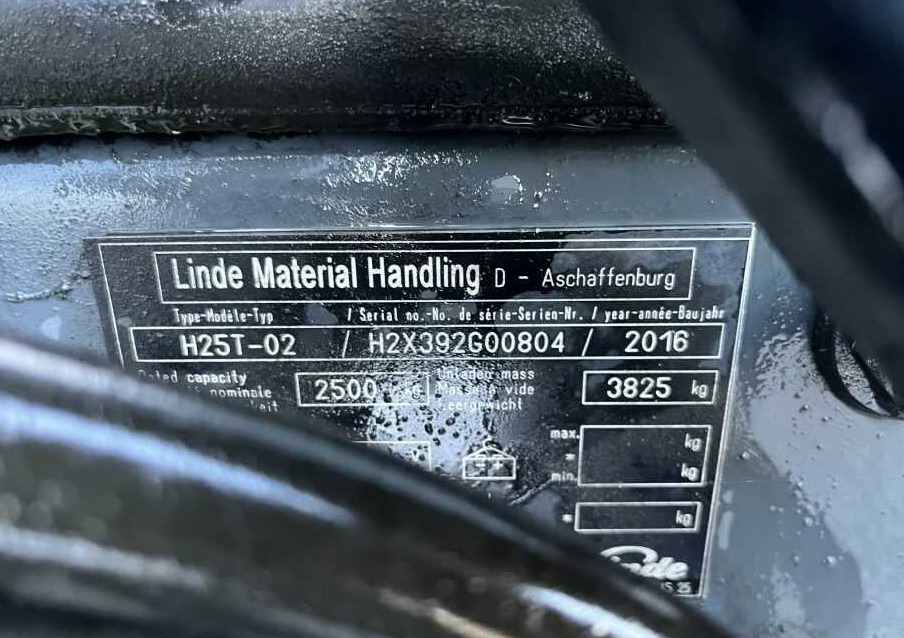 Linde Material Handling D - Aschaffenburg
Type-Modèle-Typ / Serial no.-No. de série-Serien-Nr. / year-année-Baujahr
H25T-02 / H2X392G00804 / 2016
capacity 2500 kg Unladen mass 3825 kg
nominale Masse à vide
Leergewicht
max. kg
*
min. kg
* kg